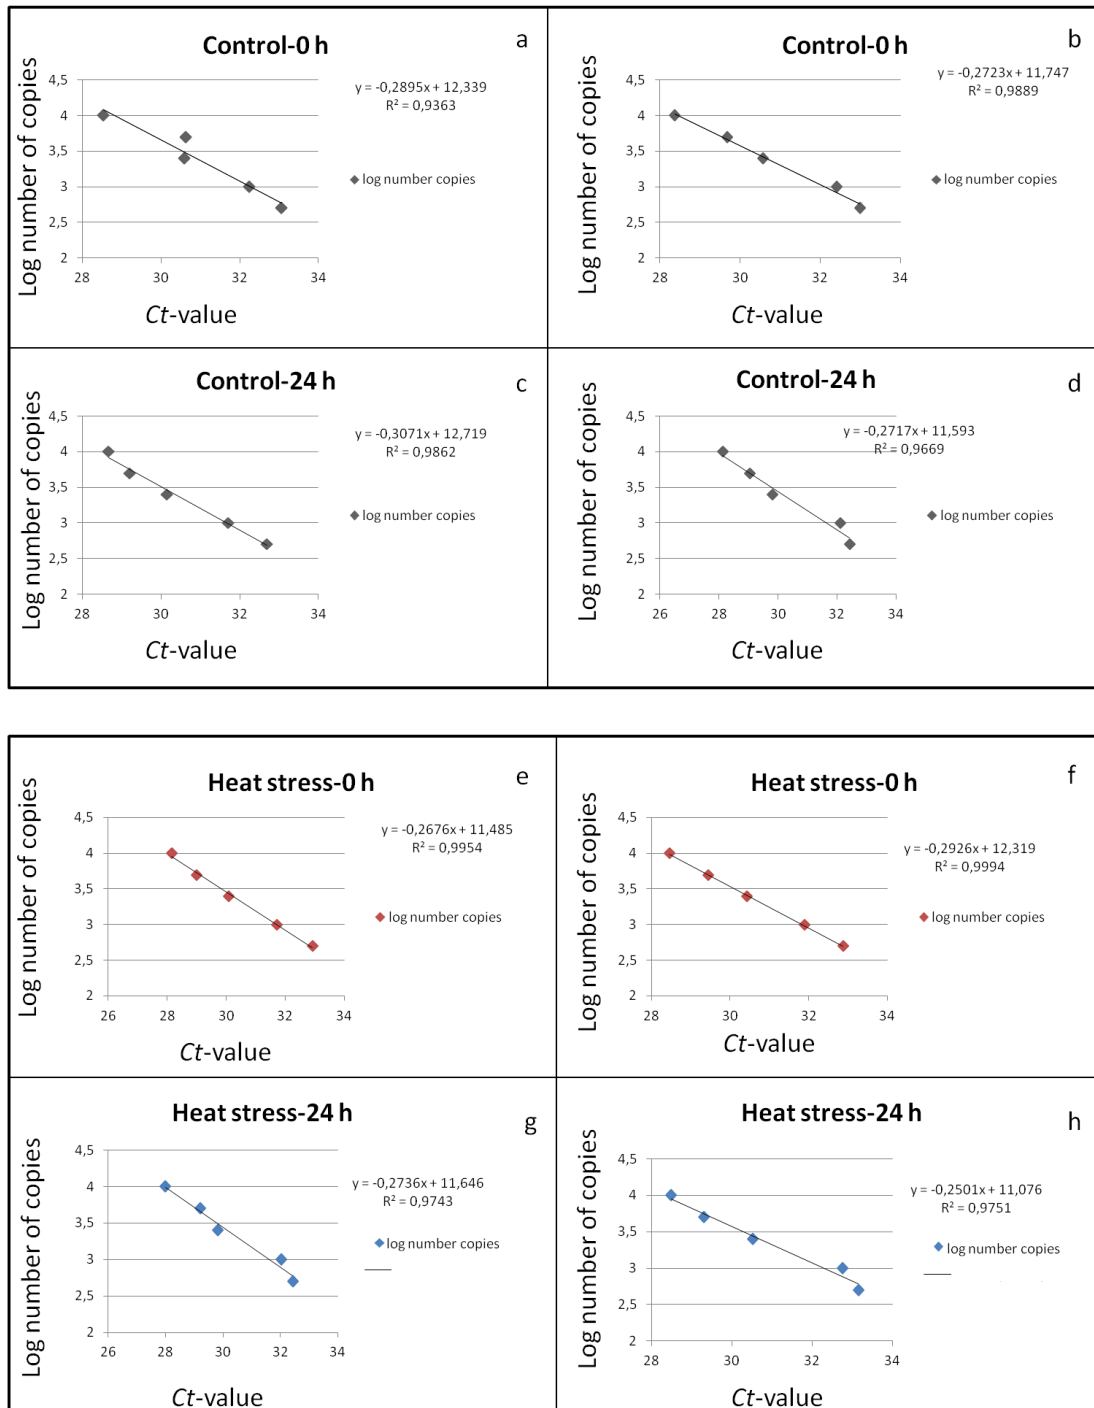 Control-0 h
a
Log number of copies
4,5
4
3,5
3
2,5
2
28
30
32
34
y = -0,2895x + 12,339
R² = 0,9363
log number copies
Ct-value
Control-0 h
b
Log number of copies
4,5
4
3,5
3
2,5
2
28
30
32
34
y = -0,2723x + 11,747
R² = 0,9889
log number copies
Ct-value
Control-24 h
c
Log number of copies
4,5
4
3,5
3
2,5
2
28
30
32
34
y = -0,3071x + 12,719
R² = 0,9862
log number copies
Ct-value
Control-24 h
d
Log number of copies
4,5
4
3,5
3
2,5
2
26
28
30
32
34
y = -0,2717x + 11,593
R² = 0,9669
log number copies
Ct-value
Heat stress-0 h
e
Log number of copies
4,5
4
3,5
3
2,5
2
26
28
30
32
34
y = -0,2676x + 11,485
R² = 0,9954
log number copies
Ct-value
Heat stress-0 h
f
Log number of copies
4,5
4
3,5
3
2,5
2
28
30
32
34
y = -0,2926x + 12,319
R² = 0,9994
log number copies
Ct-value
Heat stress-24 h
g
Log number of copies
4,5
4
3,5
3
2,5
2
26
28
30
32
34
y = -0,2736x + 11,646
R² = 0,9743
log number copies
Ct-value
Heat stress-24 h
h
Log number of copies
4,5
4
3,5
3
2,5
2
28
30
32
34
y = -0,2501x + 11,076
R² = 0,9751
log number copies
Ct-value